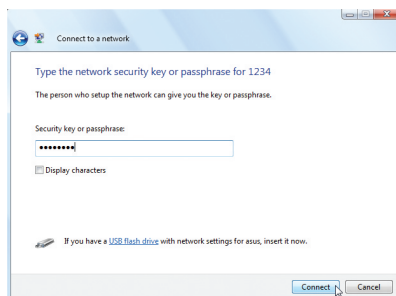 Connect to a network
Type the network security key or passphrase for 1234
The person who setup the network can give you the key or passphrase.
Security key or passphrase:
••••••••
Display characters
If you have a USB flash drive with network settings for asus, insert it now.
Connect Cancel